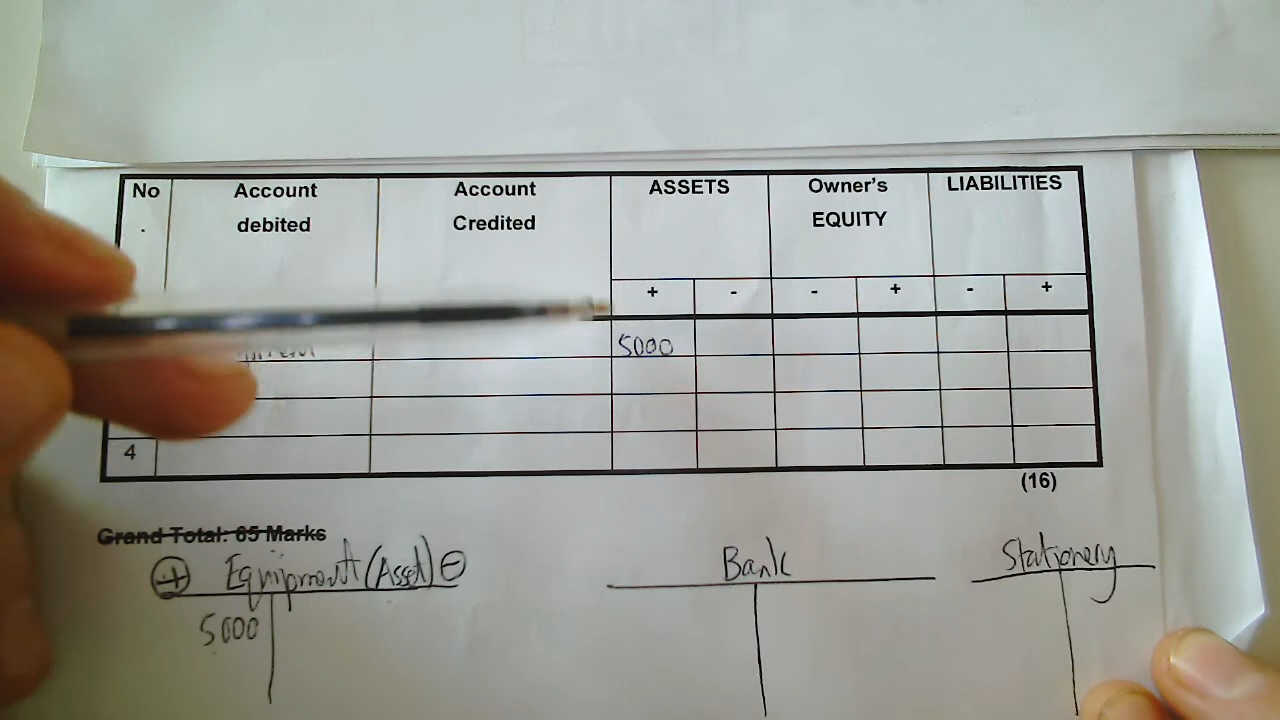 No Account Account ASSETS Owner's LIABILITIES
. debited Credited EQUITY
+ - - + - +
5000
4
(16)
Grand Total: 65 Marks
+ Equipment (Asset) - Bank Stationery
5000